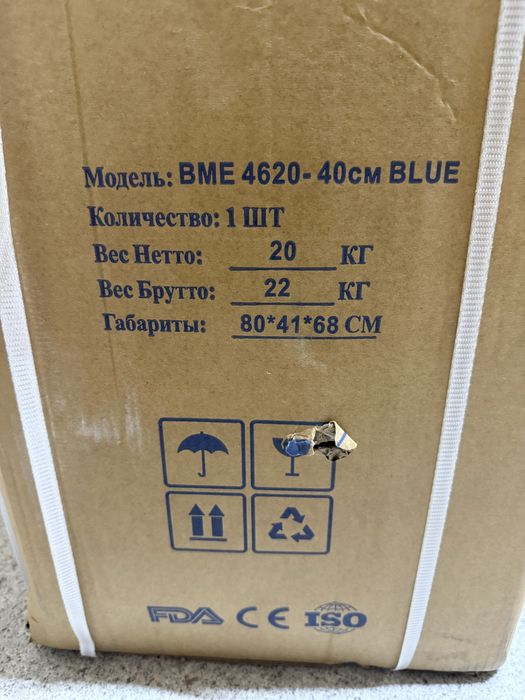 Модель: BME 4620- 40см BLUE
Количество: 1 ШТ
Вес Нетто: 20 КГ
Вес Брутто: 22 КГ
Габариты: 80*41*68 СМ
FDA CE ISO